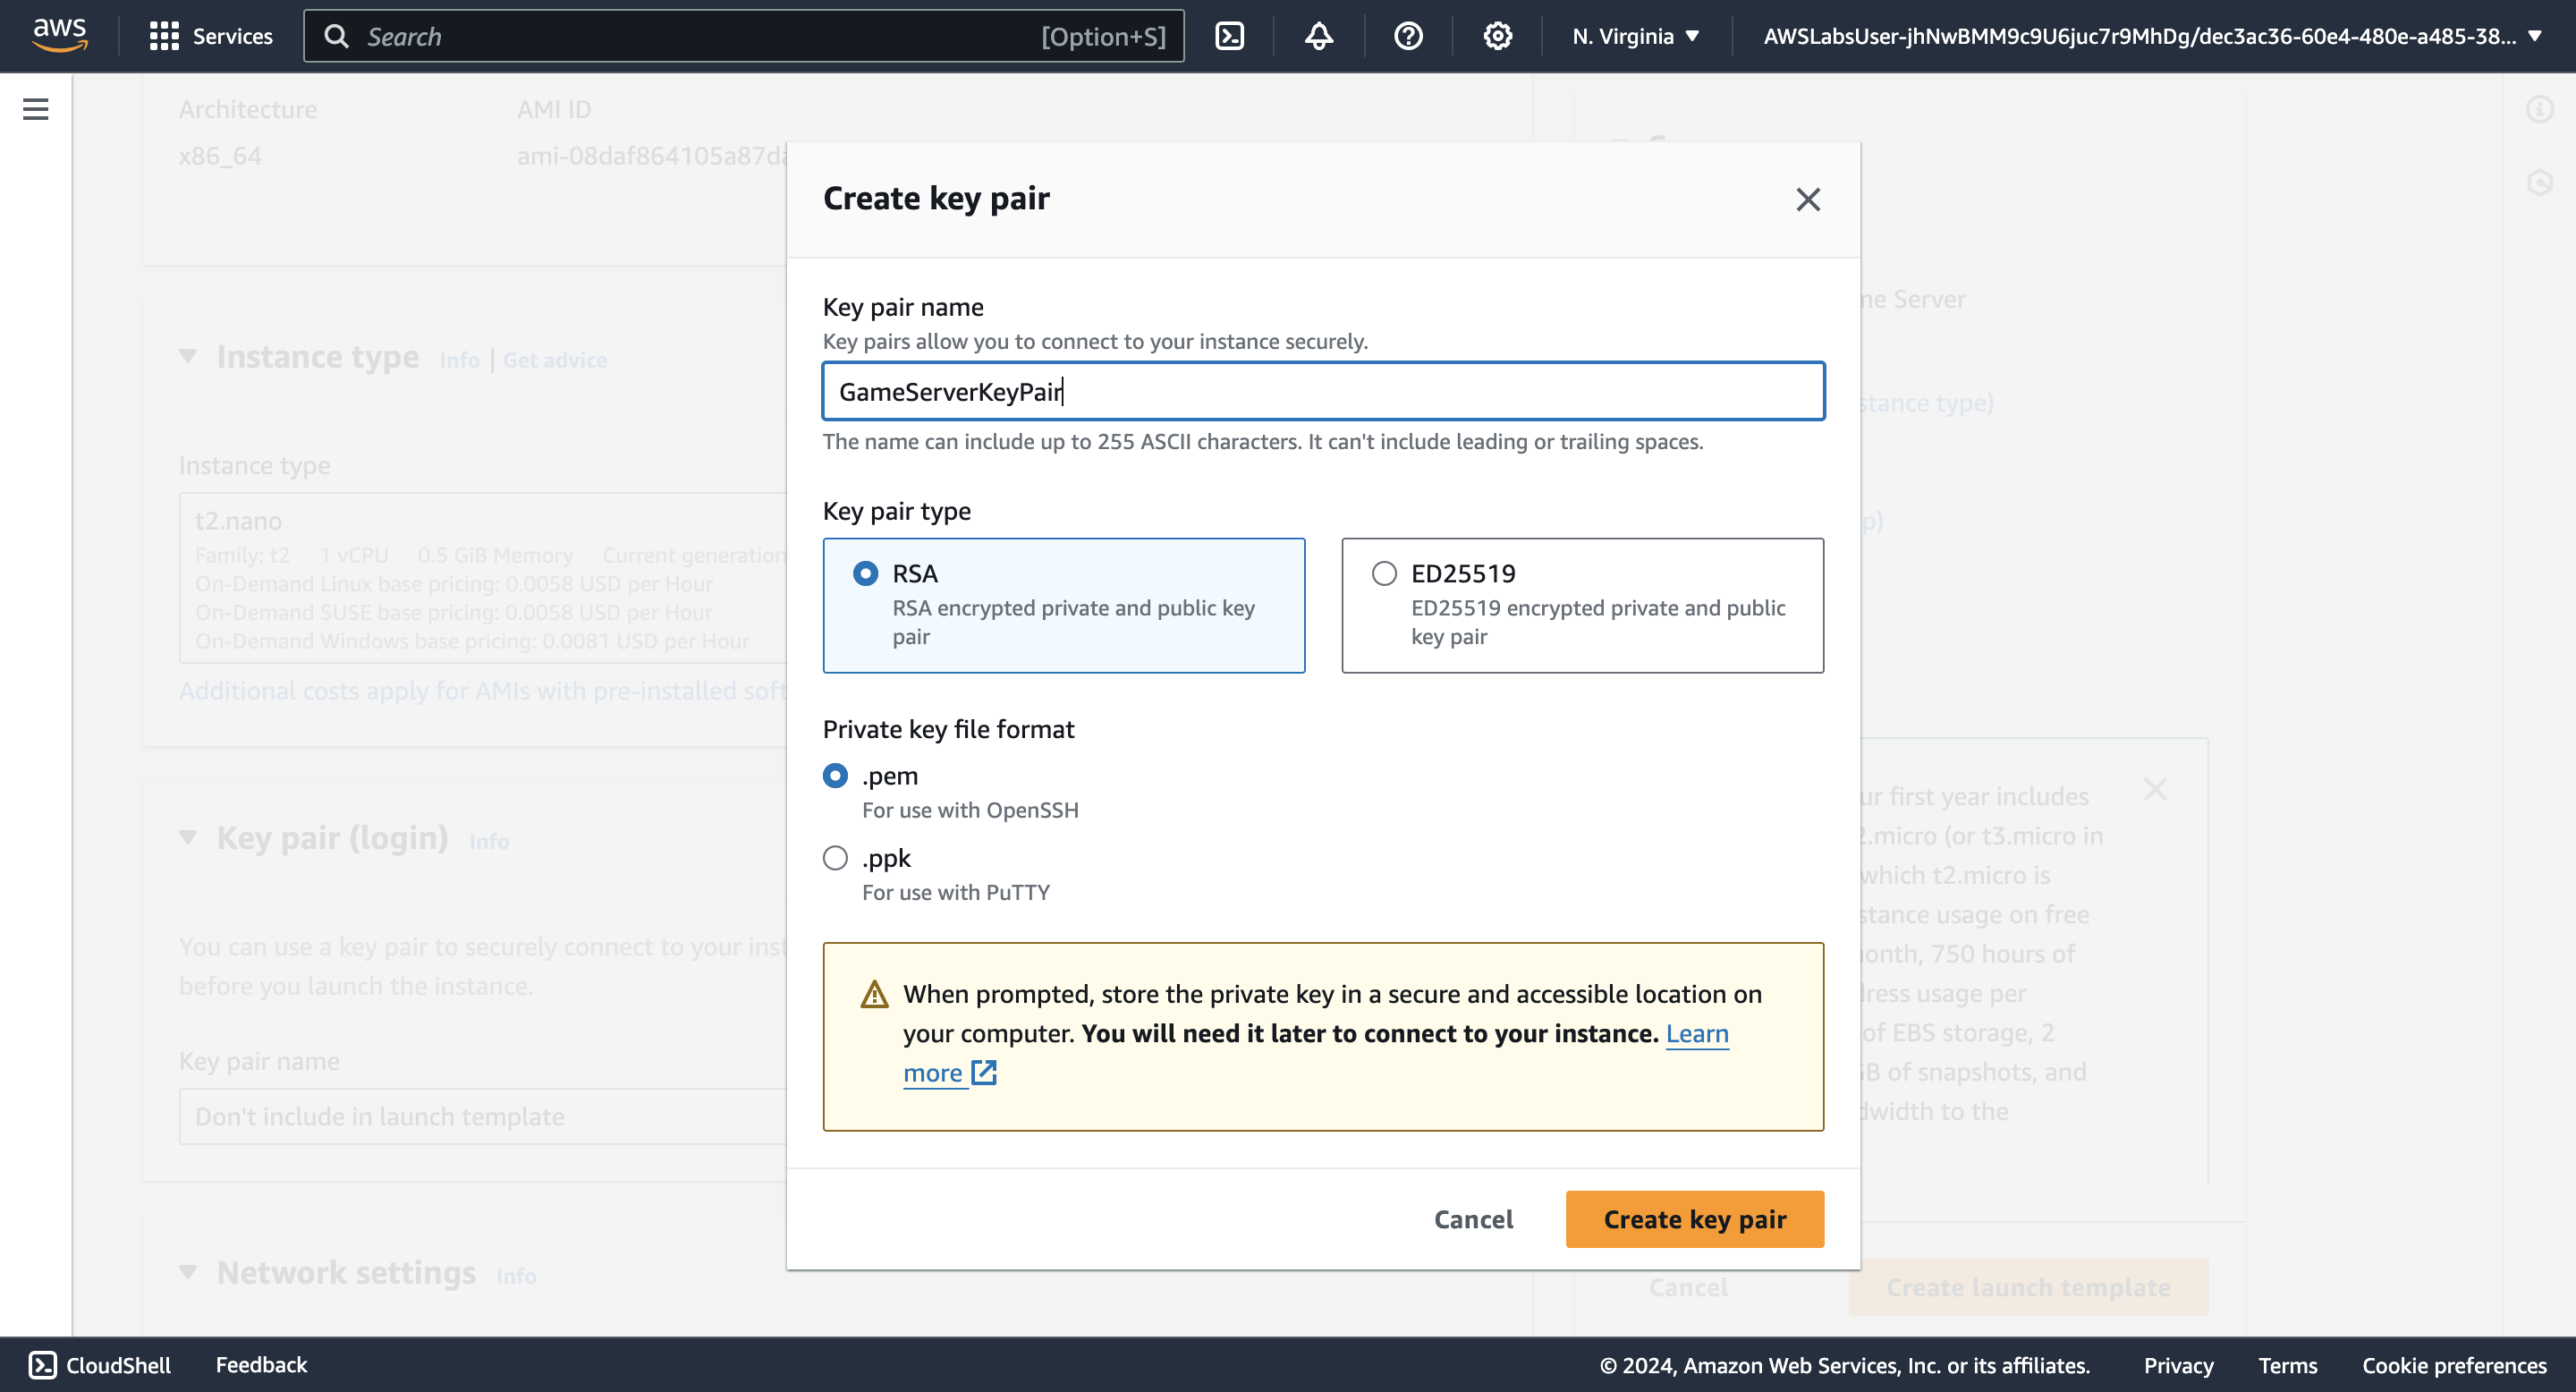 aws
Services
Search
[Option+S]
N. Virginia
AWSLabsUser-jhNwBMM9c9U6juc7r9MhDg/dec3ac36-60e4-480e-a485-38...
Architecture
AMI ID
x86_64
Create key pair
Key pair name
Key pairs allow you to connect to your instance securely.
GameServerKeyPair
The name can include up to 255 ASCII characters. It can't include leading or trailing spaces.
Key pair type
RSA
RSA encrypted private and public key
pair
ED25519
ED25519 encrypted private and public
key pair
Private key file format
.pem
For use with OpenSSH
.ppk
For use with PuTTY
When prompted, store the private key in a secure and accessible location on
your computer. You will need it later to connect to your instance. Learn
more
Cancel
Create key pair
Instance type
Info | Get advice
Instance type
t2.nano
Family: t2 1 vCPU 0.5 GiB Memory Current generation
On-Demand Linux base pricing: 0.0058 USD per Hour
On-Demand SUSE base pricing: 0.0058 USD per Hour
On-Demand Windows base pricing: 0.0081 USD per Hour
Additional costs apply for AMIs with pre-installed
Key pair (login)
Info
You can use a key pair to securely connect to your
before you launch the instance.
Key pair name
Don't include in launch template
Network settings
Info
Server
type)
first year includes
(or t3.micro in
which t2.micro is
usage on free
750 hours of
usage per
of EBS storage, 2
of snapshots, and
to the
Cancel
Create launch template
CloudShell
Feedback
© 2024, Amazon Web Services, Inc. or its affiliates.
Privacy
Terms
Cookie preferences